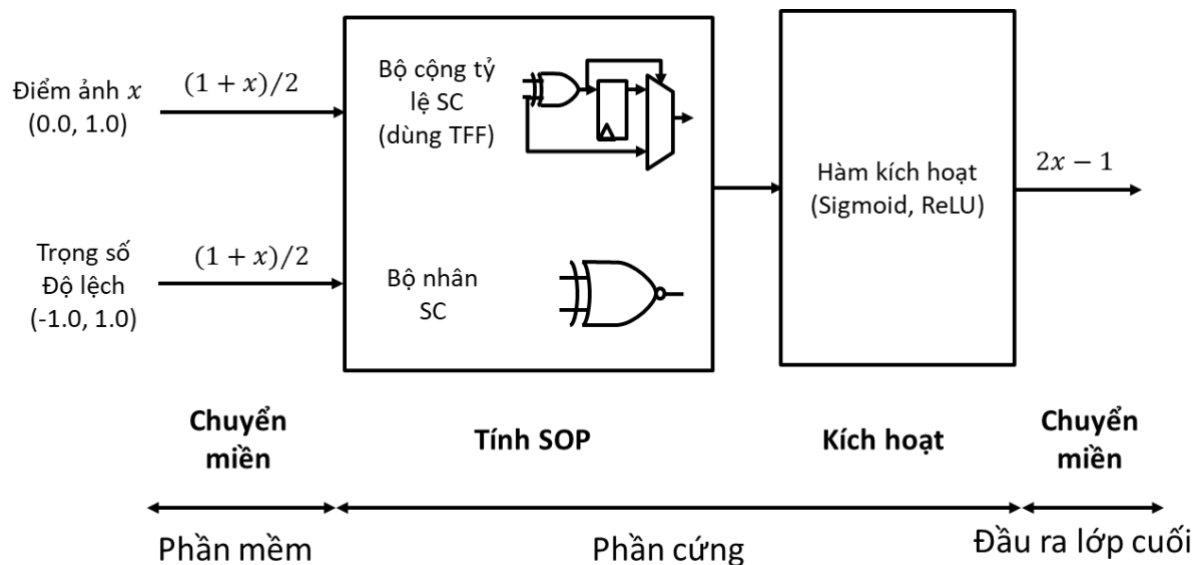 Điểm ảnh x
(0.0, 1.0)
(1 + x)/2
Trọng số
Độ lệch
(-1.0, 1.0)
(1 + x)/2
Bộ cộng tỷ
lệ SC
(dùng TFF)
Bộ nhân
SC
Hàm kích hoạt
(Sigmoid, ReLU)
2x − 1
Chuyển
miền
Tính SOP
Kích hoạt
Chuyển
miền
Phần mềm
Phần cứng
Đầu ra lớp cuối